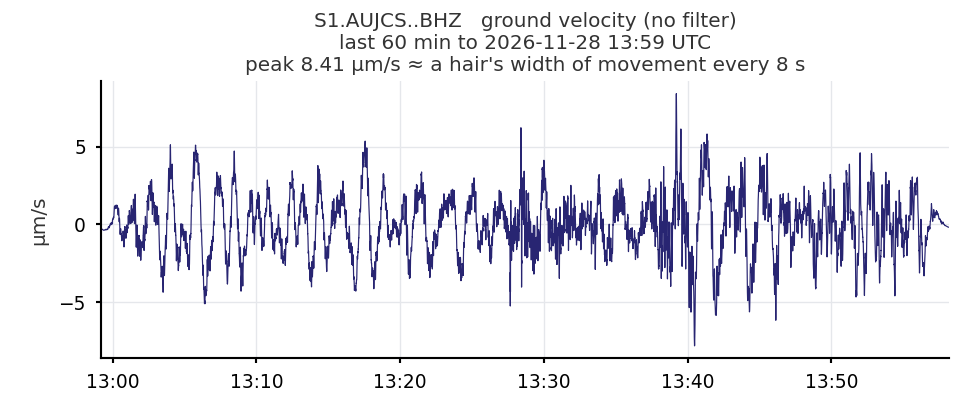 S1.AUJCS..BHZ   ground velocity (no filter)
last 60 min to 2026-11-28 13:59 UTC
peak 8.41 µm/s ≈ a hair's width of movement every 8 s
µm/s
5
0
−5
13:00
13:10
13:20
13:30
13:40
13:50